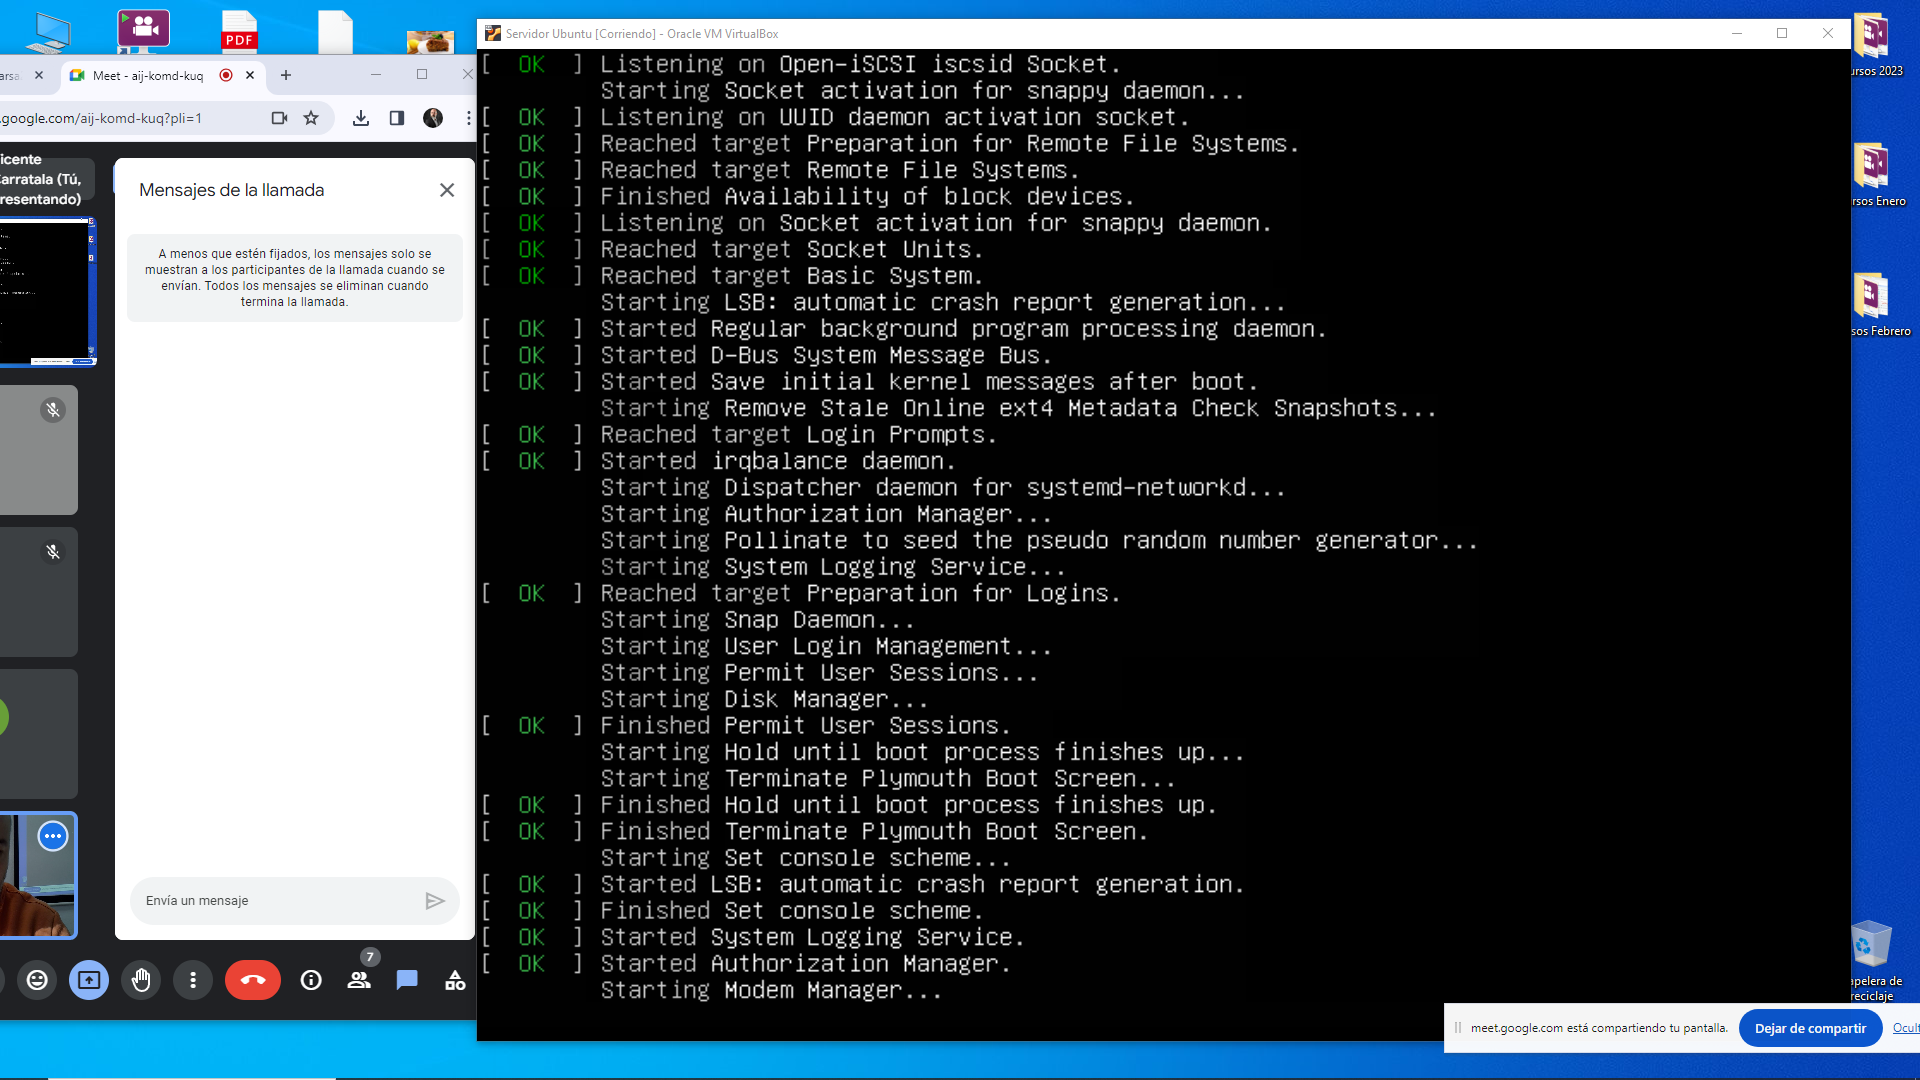 PDF
arsa
Meet - aij-komd-kuq
.google.com/aij-komd-kuq?pli=1
icente
arratala (Tú,
resentando)
Mensajes de la llamada
A menos que estén fijados, los mensajes solo se
muestran a los participantes de la llamada cuando se
envían. Todos los mensajes se eliminan cuando
termina la llamada.
Envía un mensaje
7
Servidor Ubuntu [Corriendo] - Oracle VM VirtualBox
[ OK ] Listening on Open-iSCSI iscsid Socket.
Starting Socket activation for snappy daemon...
[ OK ] Listening on UUID daemon activation socket.
[ OK ] Reached target Preparation for Remote File Systems.
[ OK ] Reached target Remote File Systems.
[ OK ] Finished Availability of block devices.
[ OK ] Listening on Socket activation for snappy daemon.
[ OK ] Reached target Socket Units.
[ OK ] Reached target Basic System.
Starting LSB: automatic crash report generation...
[ OK ] Started Regular background program processing daemon.
[ OK ] Started D-Bus System Message Bus.
[ OK ] Started Save initial kernel messages after boot.
Starting Remove Stale Online ext4 Metadata Check Snapshots...
[ OK ] Reached target Login Prompts.
[ OK ] Started irqbalance daemon.
Starting Dispatcher daemon for systemd-networkd...
Starting Authorization Manager...
Starting Pollinate to seed the pseudo random number generator...
Starting System Logging Service...
[ OK ] Reached target Preparation for Logins.
Starting Snap Daemon...
Starting User Login Management...
Starting Permit User Sessions...
Starting Disk Manager...
[ OK ] Finished Permit User Sessions.
Starting Hold until boot process finishes up...
Starting Terminate Plymouth Boot Screen...
[ OK ] Finished Hold until boot process finishes up.
[ OK ] Finished Terminate Plymouth Boot Screen.
Starting Set console scheme...
[ OK ] Started LSB: automatic crash report generation.
[ OK ] Finished Set console scheme.
[ OK ] Started System Logging Service.
[ OK ] Started Authorization Manager.
Starting Modem Manager...
ursos 2023
rsos Enero
sos Febrero
apelera de
reciclaje
meet.google.com está compartiendo tu pantalla.
Dejar de compartir
Ocult